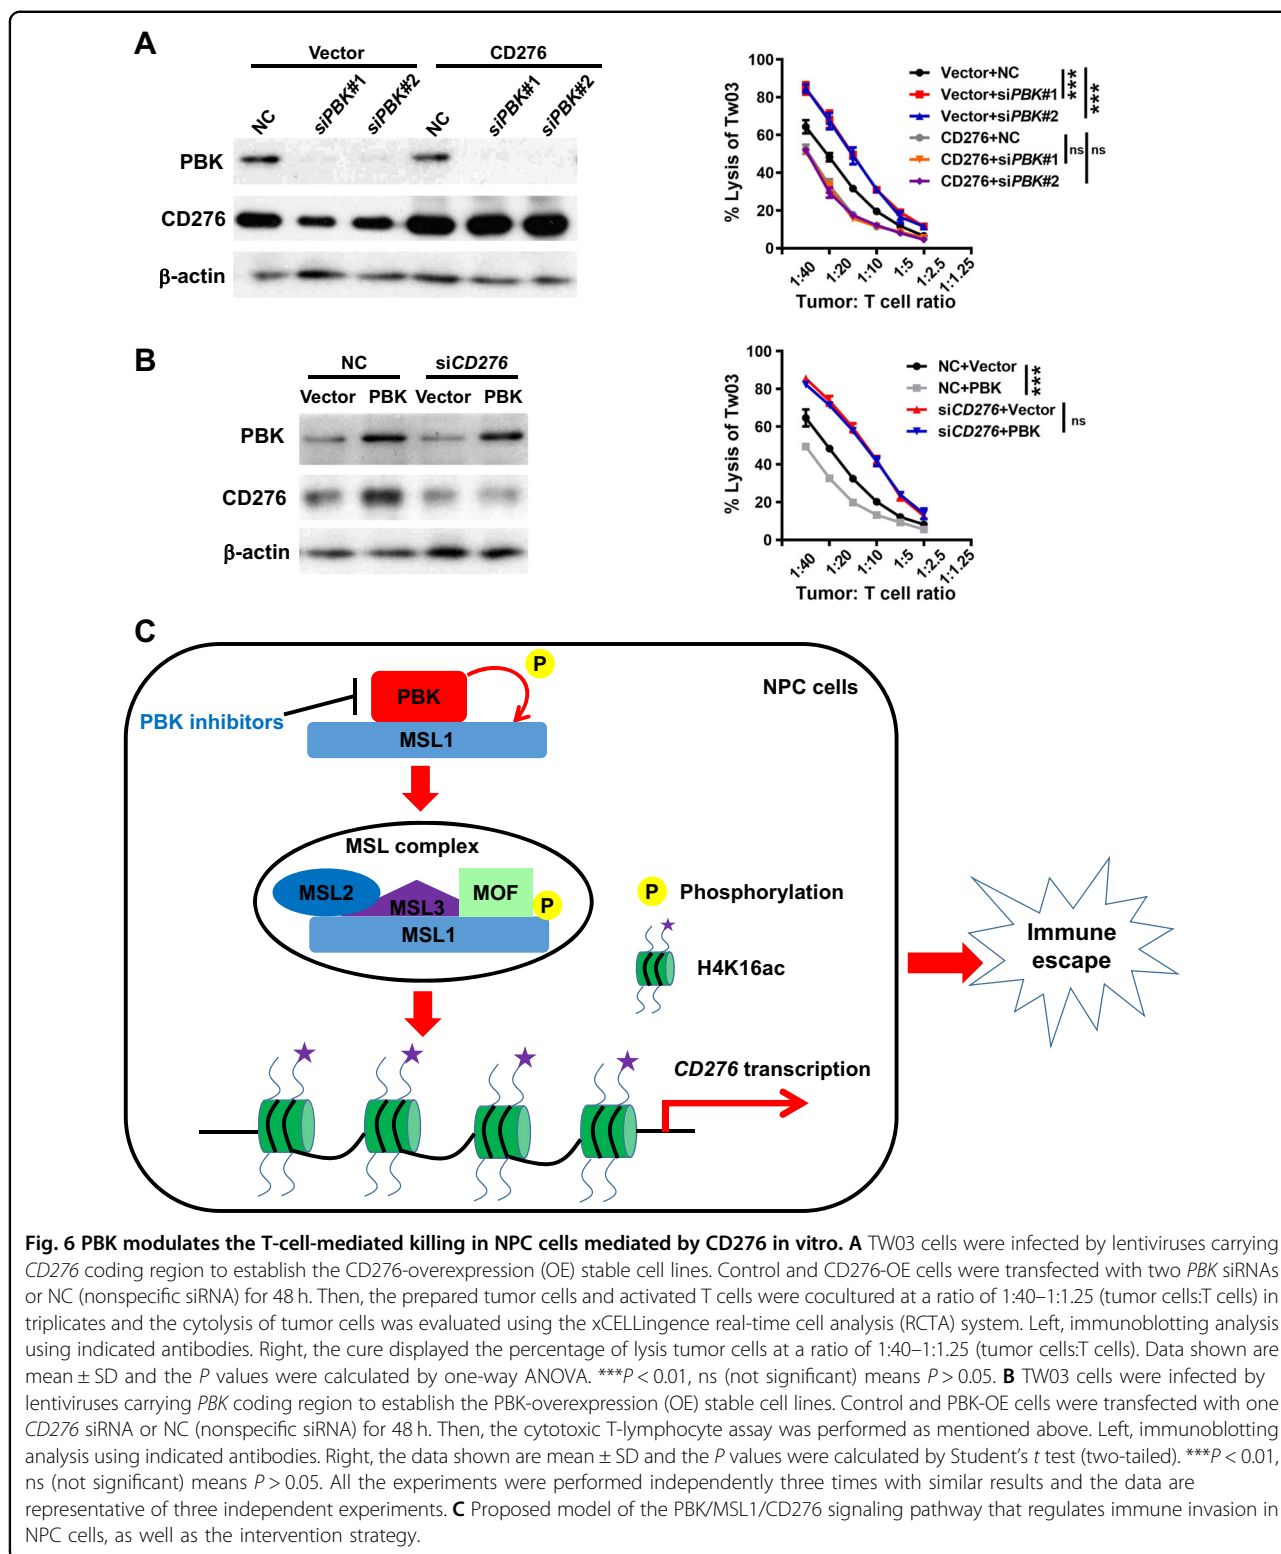 A
Vector
CD276
NC
siPBK#1
siPBK#2
NC
siPBK#1
siPBK#2
PBK
CD276
β-actin
100
80
60
40
20
0
% Lysis of Tw03
1:40
1:20
1:10
1:5
1:2.5
1:1.25
Tumor: T cell ratio
Vector+NC
Vector+siPBK#1
Vector+siPBK#2
CD276+NC
CD276+siPBK#1
CD276+siPBK#2
***
***
ns
ns
B
NC
siCD276
Vector PBK Vector PBK
PBK
CD276
β-actin
100
80
60
40
20
0
% Lysis of Tw03
1:40
1:20
1:10
1:5
1:2.5
1:1.25
Tumor: T cell ratio
NC+Vector
NC+PBK
siCD276+Vector
siCD276+PBK
***
ns
C
P
NPC cells
PBK
PBK inhibitors
MSL1
MSL complex
MSL2
MSL3
MOF
P
MSL1
P Phosphorylation
H4K16ac
Immune
escape
CD276 transcription
Fig. 6 PBK modulates the T-cell-mediated killing in NPC cells mediated by CD276 in vitro. A TW03 cells were infected by lentiviruses carrying
CD276 coding region to establish the CD276-overexpression (OE) stable cell lines. Control and CD276-OE cells were transfected with two PBK siRNAs
or NC (nonspecific siRNA) for 48 h. Then, the prepared tumor cells and activated T cells were cocultured at a ratio of 1:40–1:1.25 (tumor cells:T cells) in
triplicates and the cytolysis of tumor cells was evaluated using the xCELLingence real-time cell analysis (RCTA) system. Left, immunoblotting analysis
using indicated antibodies. Right, the cure displayed the percentage of lysis tumor cells at a ratio of 1:40–1:1.25 (tumor cells:T cells). Data shown are
mean ± SD and the P values were calculated by one-way ANOVA. ***P < 0.01, ns (not significant) means P > 0.05. B TW03 cells were infected by
lentiviruses carrying PBK coding region to establish the PBK-overexpression (OE) stable cell lines. Control and PBK-OE cells were transfected with one
CD276 siRNA or NC (nonspecific siRNA) for 48 h. Then, the cytotoxic T-lymphocyte assay was performed as mentioned above. Left, immunoblotting
analysis using indicated antibodies. Right, the data shown are mean ± SD and the P values were calculated by Student's t test (two-tailed). ***P < 0.01,
ns (not significant) means P > 0.05. All the experiments were performed independently three times with similar results and the data are
representative of three independent experiments. C Proposed model of the PBK/MSL1/CD276 signaling pathway that regulates immune invasion in
NPC cells, as well as the intervention strategy.